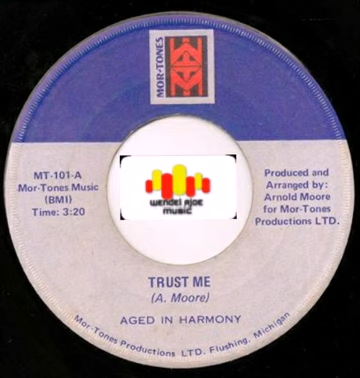 MOR-TONES
MT-101-A
Mor-Tones Music
(BMI)
Time: 3:20
Produced and
Arranged by:
Arnold Moore
for Mor-Tones
Productions LTD.
WENDEL AJOE
MUSIC
TRUST ME
(A. Moore)
AGED IN HARMONY
Mor-Tones Productions LTD. Flushing, Michigan